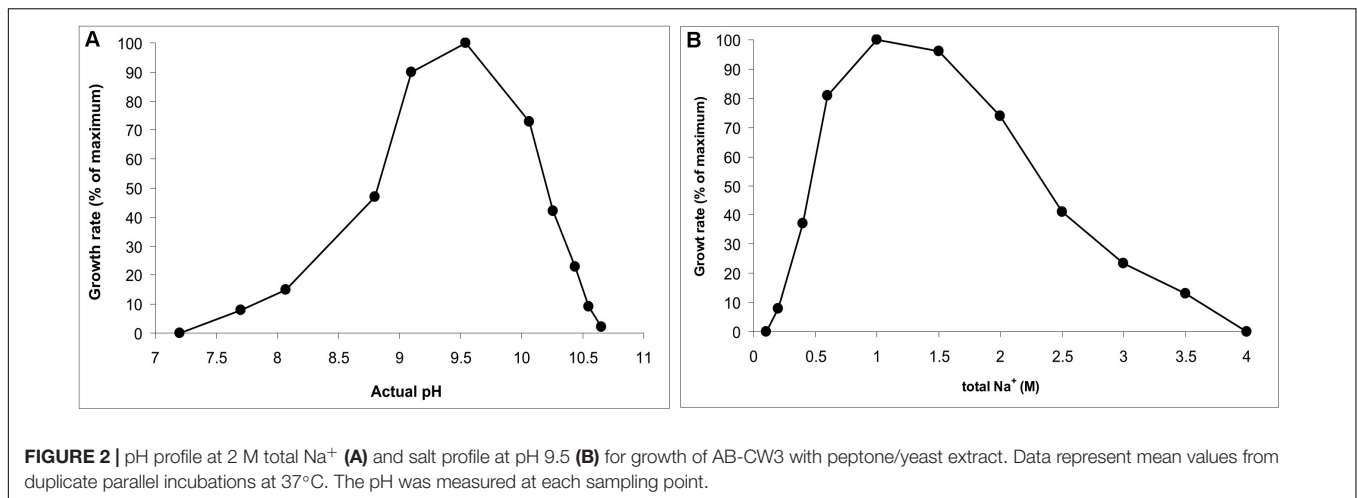 A
100
90
80
70
60
50
40
30
20
10
0
Growth rate (% of maximum)
7 7.5 8 8.5 9 9.5 10 10.5 11
Actual pH
B
100
90
80
70
60
50
40
30
20
10
0
Growt rate (% of maximum)
0 0.5 1 1.5 2 2.5 3 3.5 4
total Na⁺ (M)
FIGURE 2 | pH profile at 2 M total Na⁺ (A) and salt profile at pH 9.5 (B) for growth of AB-CW3 with peptone/yeast extract. Data represent mean values from
duplicate parallel incubations at 37°C. The pH was measured at each sampling point.